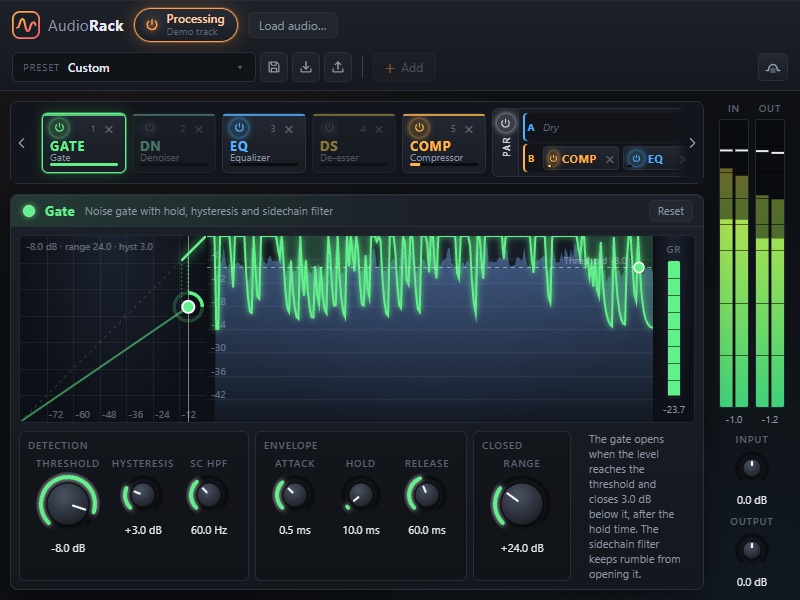 AudioRack
Processing
Demo track
Load audio...
PRESET Custom
+ Add
IN OUT
GATE 1
Gate
DN 2
Denoiser
EQ 3
Equalizer
DS 4
De-esser
COMP 5
Compressor
PAR
A Dry
B COMP EQ
Gate Noise gate with hold, hysteresis and sidechain filter
Reset
-8.0 dB · range 24.0 · hyst 3.0
GR
-30
-36
-42
-72 -60 -48 -36 -24 -12
-23.7
-1.0 -1.2
DETECTION
THRESHOLD HYSTERESIS SC HPF
-8.0 dB +3.0 dB 60.0 Hz
ENVELOPE
ATTACK HOLD RELEASE
0.5 ms 10.0 ms 60.0 ms
CLOSED
RANGE
+24.0 dB
The gate opens
when the level
reaches the
threshold and
closes 3.0 dB
below it, after the
hold time. The
sidechain filter
keeps rumble from
opening it.
INPUT
0.0 dB
OUTPUT
0.0 dB